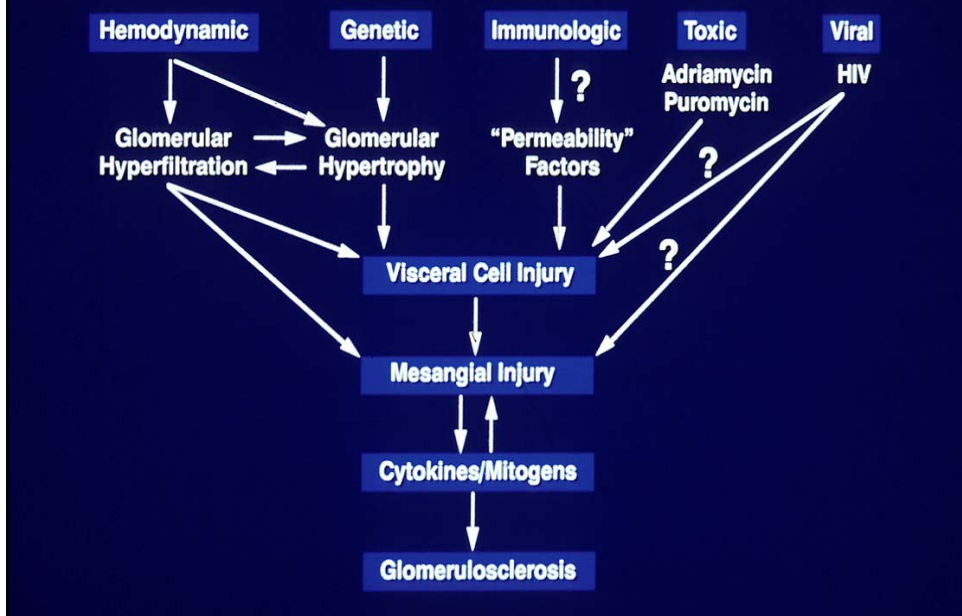 Hemodynamic
Genetic
Immunologic
Toxic
Viral
?
Adriamycin
Puromycin
HIV
Glomerular
Hyperfiltration
Glomerular
Hypertrophy
“Permeability”
Factors
?
?
Visceral Cell Injury
Mesangial Injury
Cytokines/Mitogens
Glomerulosclerosis